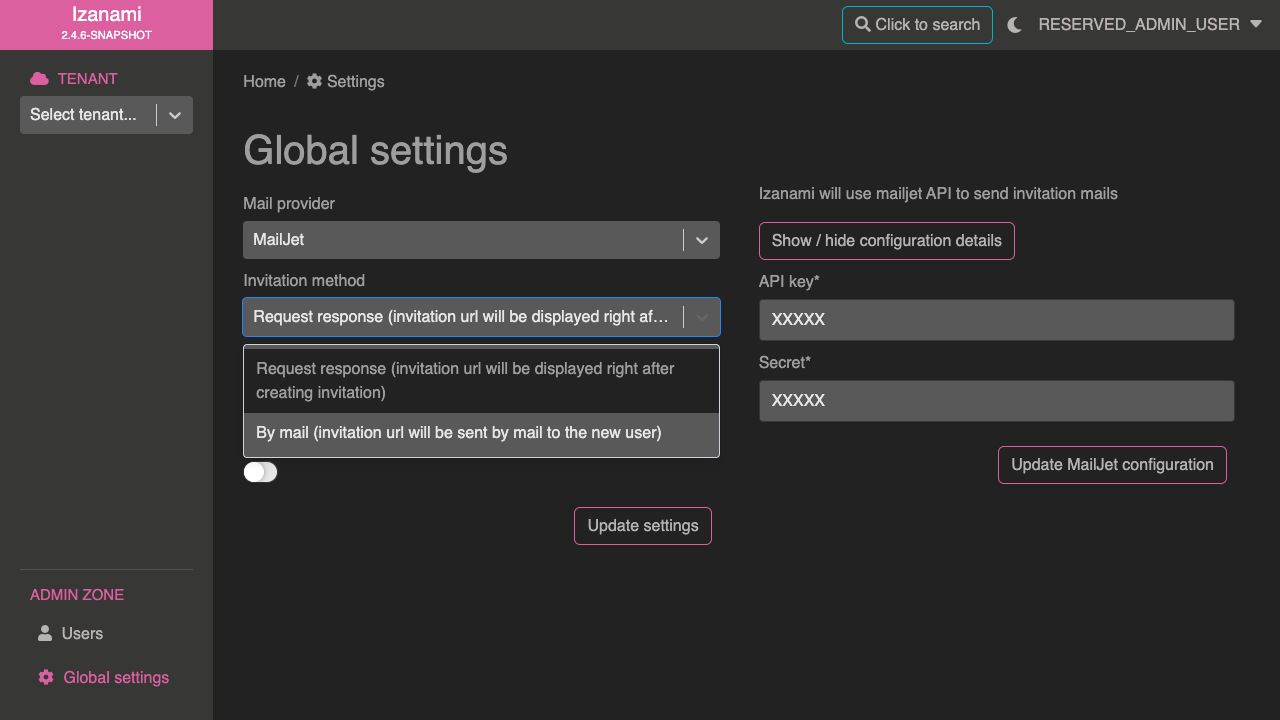 Izanami
2.4.6-SNAPSHOT
Click to search
RESERVED_ADMIN_USER
TENANT
Select tenant...
Home / Settings
Global settings
Mail provider
MailJet
Invitation method
Request response (invitation url will be displayed right af…
Request response (invitation url will be displayed right after
creating invitation)
By mail (invitation url will be sent by mail to the new user)
Update settings
Izanami will use mailjet API to send invitation mails
Show / hide configuration details
API key*
XXXXX
Secret*
XXXXX
Update MailJet configuration
ADMIN ZONE
Users
Global settings